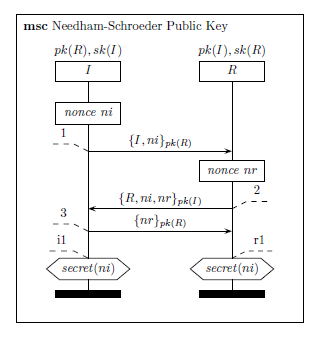 msc Needham-Schroeder Public Key
pk(R), sk(I) pk(I), sk(R)
I R
nonce ni
1
{I, ni}pk(R)
nonce nr
2
{R, ni, nr}pk(I)
3
{nr}pk(R)
i1 r1
secret(ni) secret(ni)